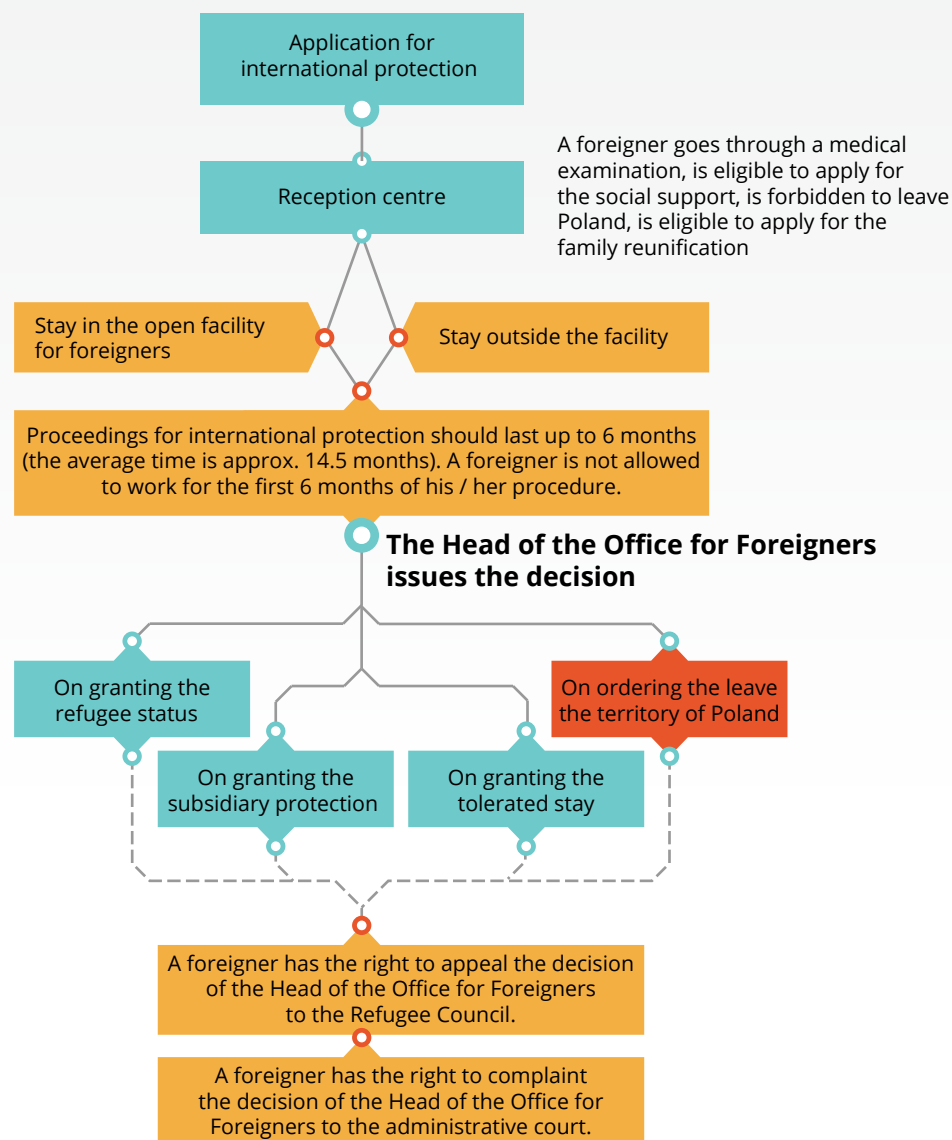 Application for
international protection
Reception centre
A foreigner goes through a medical
examination, is eligible to apply for
the social support, is forbidden to leave
Poland, is eligible to apply for the
family reunification
Stay in the open facility
for foreigners
Stay outside the facility
Proceedings for international protection should last up to 6 months
(the average time is approx. 14.5 months). A foreigner is not allowed
to work for the first 6 months of his / her procedure.
The Head of the Office for Foreigners
issues the decision
On granting the
refugee status
On ordering the leave
the territory of Poland
On granting the
subsidiary protection
On granting the
tolerated stay
A foreigner has the right to appeal the decision
of the Head of the Office for Foreigners
to the Refugee Council.
A foreigner has the right to complaint
the decision of the Head of the Office for
Foreigners to the administrative court.